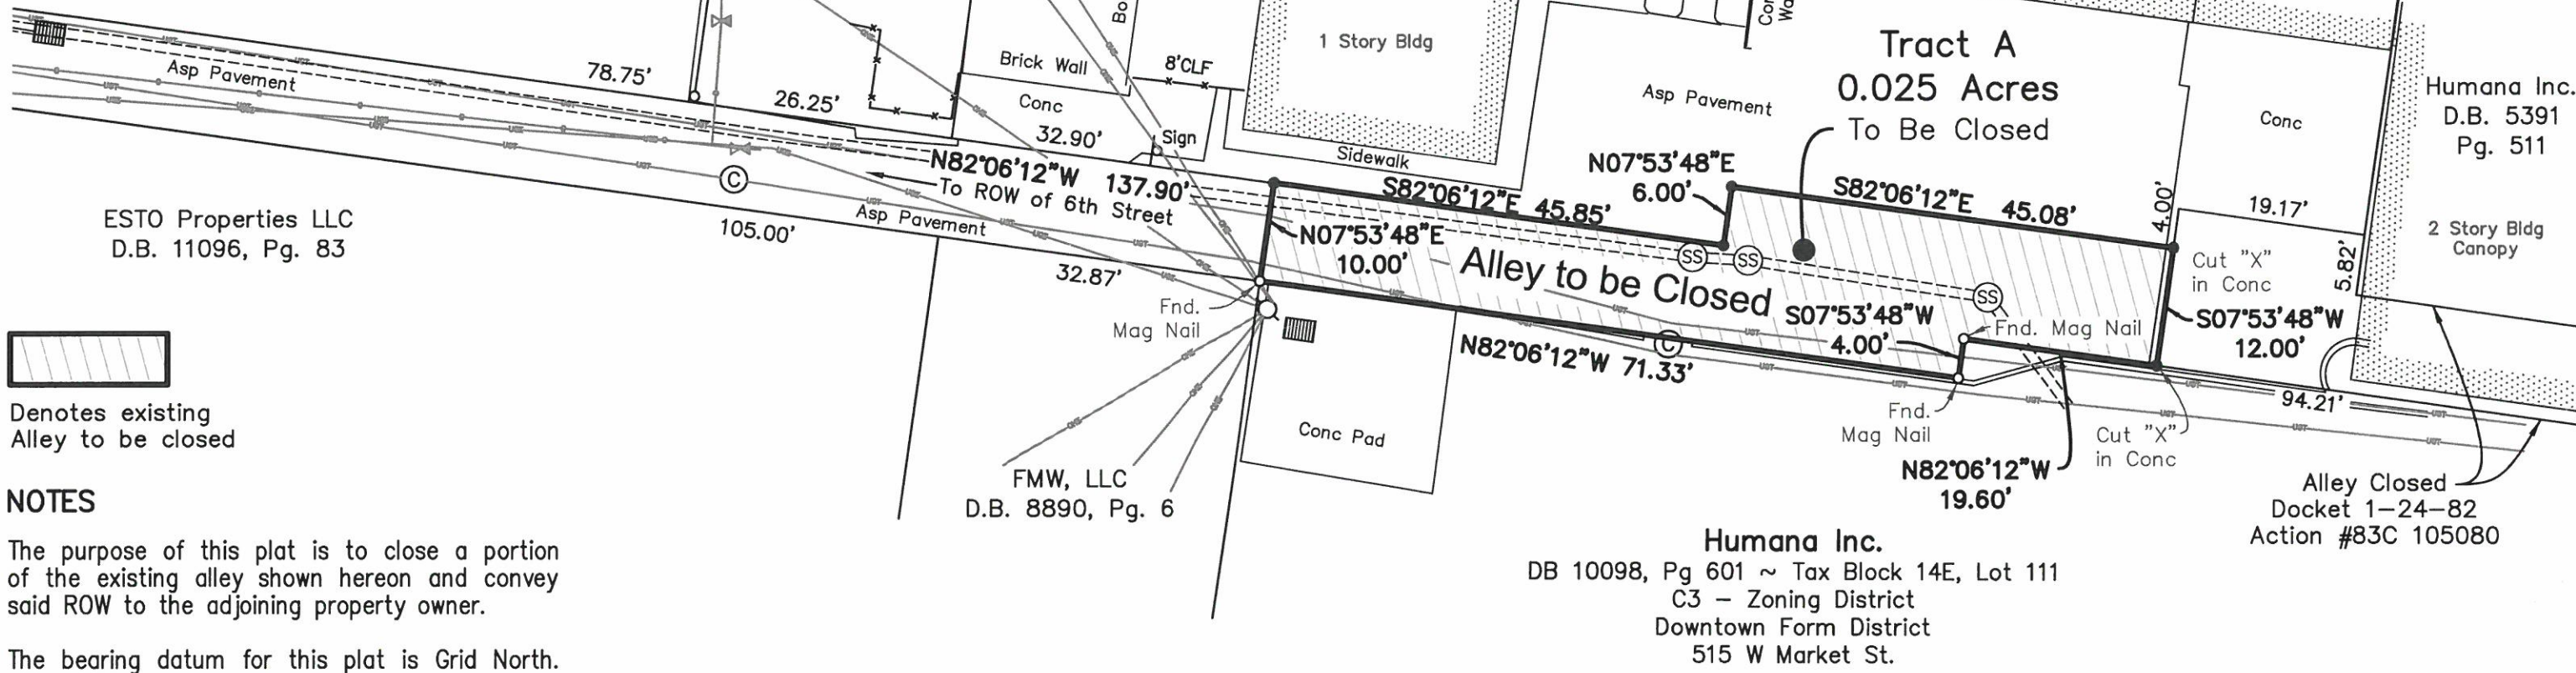 Asp Pavement
78.75'
26.25'
Brick Wall
Conc
32.90'
8'CLF
Sign
1 Story Bldg
Sidewalk
Asp Pavement
Tract A
0.025 Acres
To Be Closed
Conc
Humana Inc.
D.B. 5391
Pg. 511
ESTO Properties LLC
D.B. 11096, Pg. 83
C
105.00'
N82°06'12"W 137.90'
To ROW of 6th Street
Asp Pavement
32.87'
S82°06'12"E 45.85'
N07°53'48"E
6.00'
S82°06'12"E 45.08'
4.00'
19.17'
5.82'
2 Story Bldg
Canopy
N07°53'48"E
10.00'
Alley to be Closed
SS
SS
SS
Cut "X"
in Conc
S07°53'48"W
12.00'
S07°53'48"W
4.00'
Fnd. Mag Nail
Fnd.
Mag Nail
N82°06'12"W 71.33'
C
Fnd.
Mag Nail
Cut "X"
in Conc
94.21'
N82°06'12"W
19.60'
Conc Pad
FMW, LLC
D.B. 8890, Pg. 6
Alley Closed
Docket 1-24-82
Action #83C 105080
Denotes existing
Alley to be closed
NOTES
The purpose of this plat is to close a portion
of the existing alley shown hereon and convey
said ROW to the adjoining property owner.
The bearing datum for this plat is Grid North.
Humana Inc.
DB 10098, Pg 601 ~ Tax Block 14E, Lot 111
C3 - Zoning District
Downtown Form District
515 W Market St.